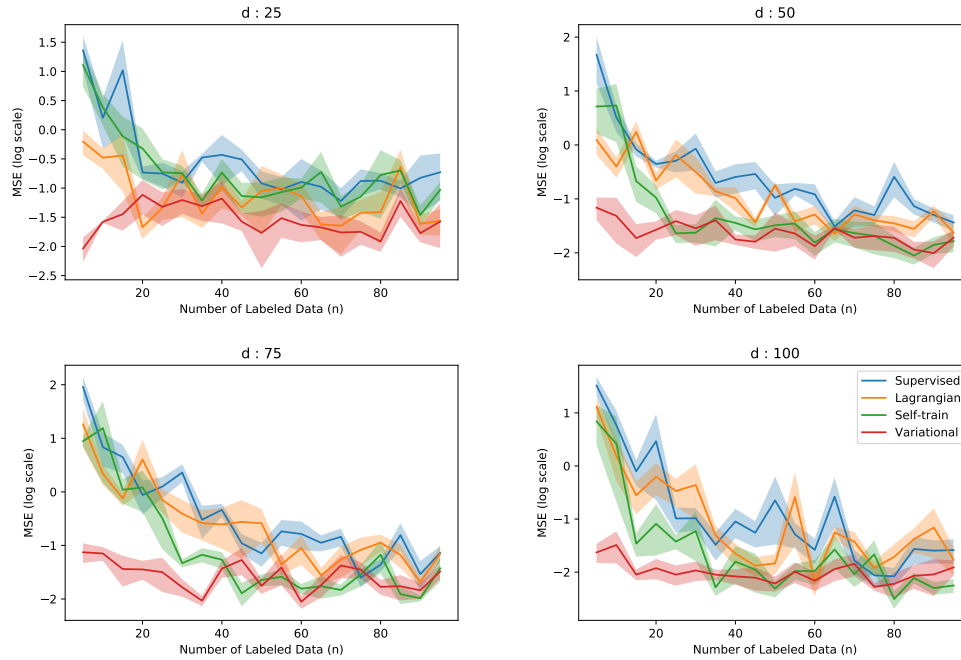 d : 25
1.5
1.0
0.5
0.0
−0.5
−1.0
−1.5
−2.0
−2.5
MSE (log scale)
20
40
60
80
Number of Labeled Data (n)
d : 50
2
1
0
−1
−2
MSE (log scale)
20
40
60
80
Number of Labeled Data (n)
d : 75
2
1
0
−1
−2
MSE (log scale)
20
40
60
80
Number of Labeled Data (n)
d : 100
1
0
−1
−2
MSE (log scale)
20
40
60
80
Number of Labeled Data (n)
Supervised
Lagrangian
Self-train
Variational